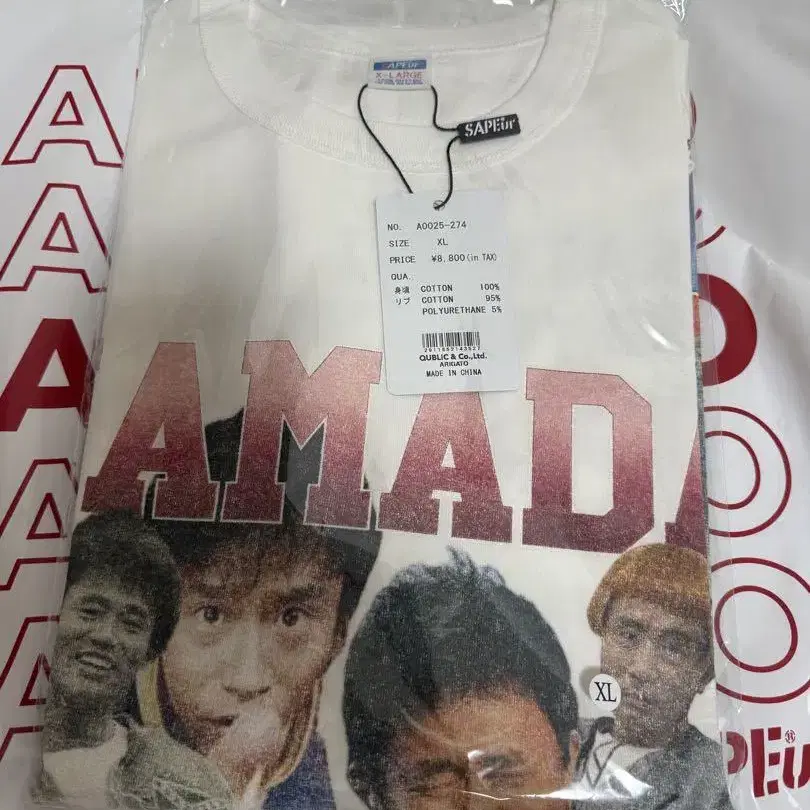 SAPEur
X-LARGE
SAPEur
NO. A0025-274
SIZE XL
PRICE ¥8,800(in TAX)
QUA.
身頃 COTTON 100%
リブ COTTON 95%
POLYURETHANE 5%
QUBLiC & Co.,Ltd.
ARIGATO
MADE IN CHINA
AMADA
XL
A
A
A
A
A
A
P
O
O
O
PEur®